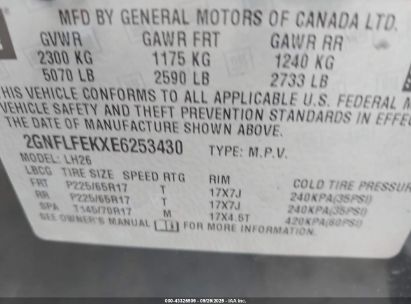 MFD BY GENERAL MOTORS OF CANADA LTD.
GVWR GAWR FRT GAWR RR
2300 KG 1175 KG 1240 KG
5070 LB 2590 LB 2733 LB
THIS VEHICLE CONFORMS TO ALL APPLICABLE U.S. FEDERAL M
VEHICLE SAFETY AND THEFT PREVENTION STANDARDS IN EFFEC
THE DATE OF MANUFACTURE SHOWN ABOVE.
2GNFLFEKXE6253430 TYPE: M.P.V.
MODEL: LH26
LBCG TIRE SIZE SPEED RTG RIM COLD TIRE PRESSUR
FRT P225/65R17 T 17X7J 240KPA(35PSI)
RR P225/65R17 T 17X7J 240KPA(35PSI)
SPA T145/70R17 M 17X4.5T 420KPA(60PSI)
SEE OWNER'S MANUAL FOR MORE INFORMATION.